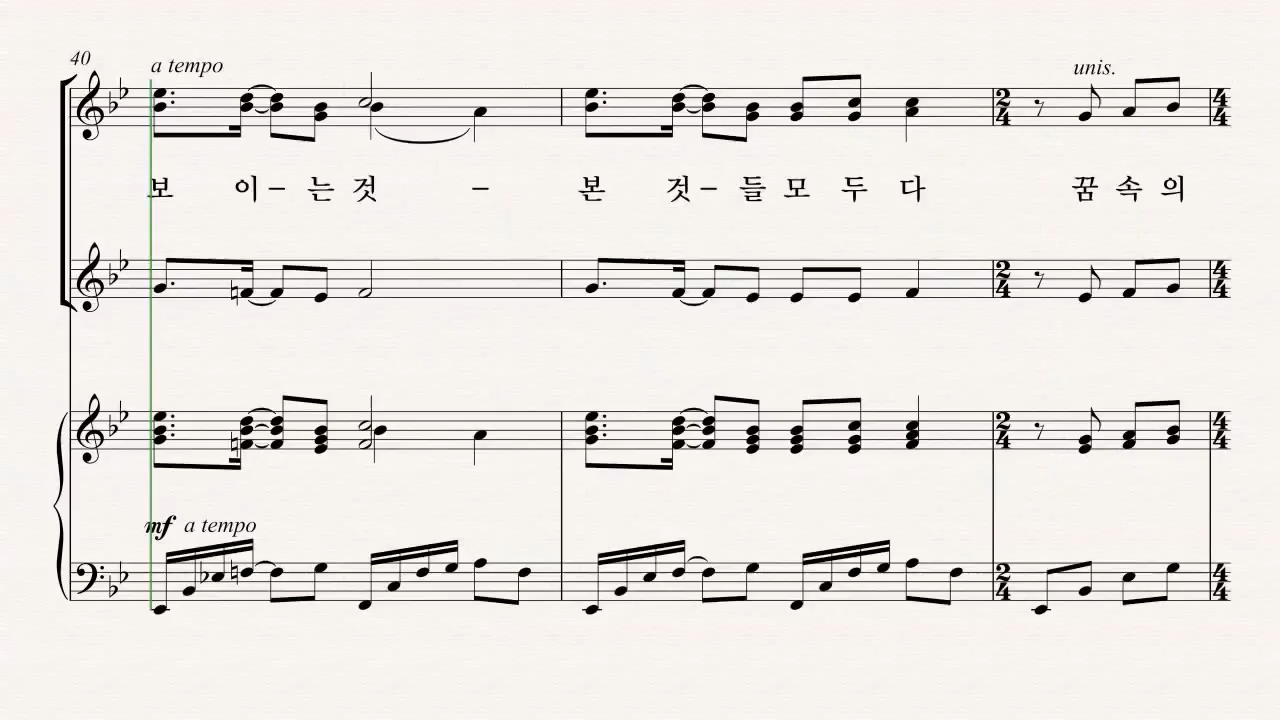 40
a tempo
unis.
보 이 – 는 것 – 본 것 – 들 모 두 다 꿈 속 의
mf a tempo